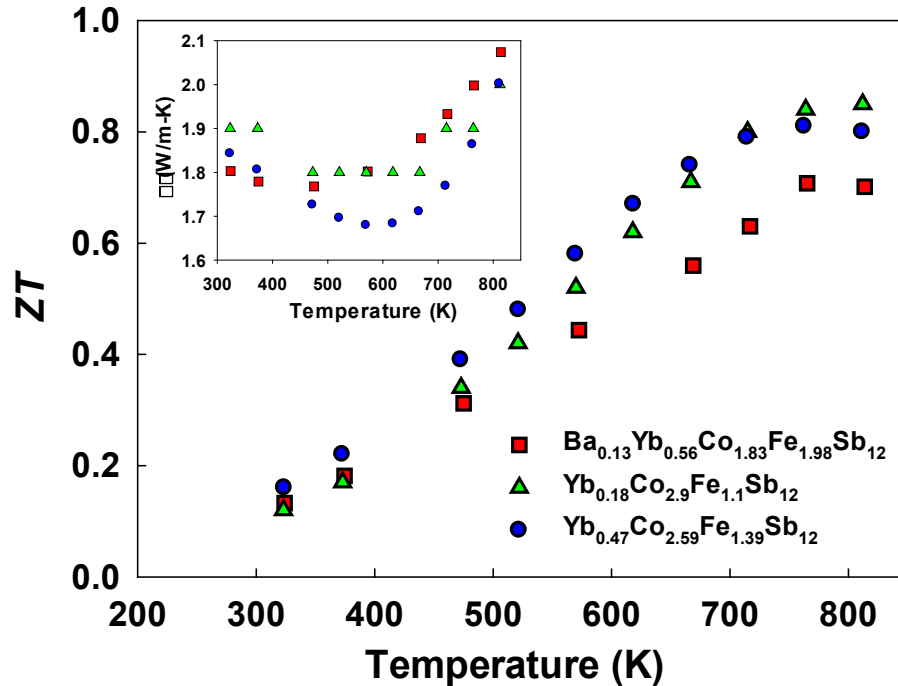 ZT
1.0
0.8
0.6
0.4
0.2
0.0
200 300 400 500 600 700 800
Temperature (K)
□□(W/m-K)
2.1
2.0
1.9
1.8
1.7
1.6
300 400 500 600 700 800
Temperature (K)
Ba0.13Yb0.56Co1.83Fe1.98Sb12
Yb0.18Co2.9Fe1.1Sb12
Yb0.47Co2.59Fe1.39Sb12